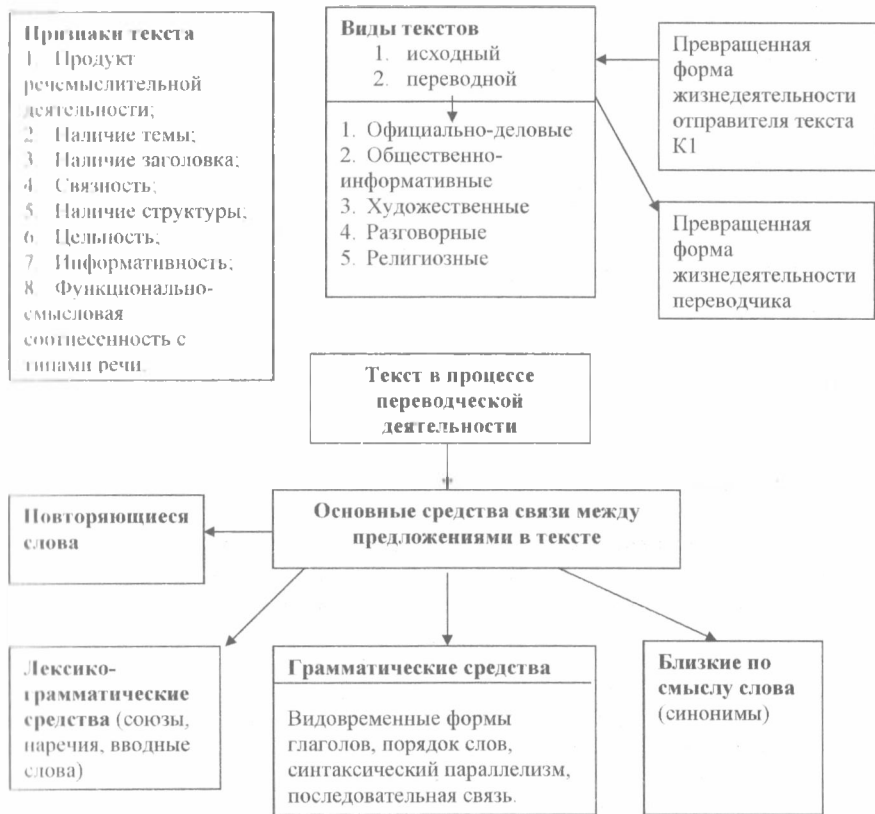 Признаки текста
1. Продукт
речемыслительной
деятельности;
2. Наличие темы;
3. Наличие заголовка;
4. Связность;
5. Наличие структуры;
6. Цельность;
7. Информативность;
8. Функционально-
смысловая
соотнесенность с
типами речи.
Виды текстов
1. исходный
2. переводной
1. Официально-деловые
2. Общественно-
информативные
3. Художественные
4. Разговорные
5. Религиозные
Превращенная
форма
жизнедеятельности
отправителя текста
К1
Превращенная
форма
жизнедеятельности
переводчика
Текст в процессе
переводческой
деятельности
Основные средства связи между
предложениями в тексте
Повторяющиеся
слова
Лексико-
грамматические
средства (союзы,
наречия, вводные
слова)
Грамматические средства
Видовременные формы
глаголов, порядок слов,
синтаксический параллелизм,
последовательная связь.
Близкие по
смыслу слова
(синонимы)